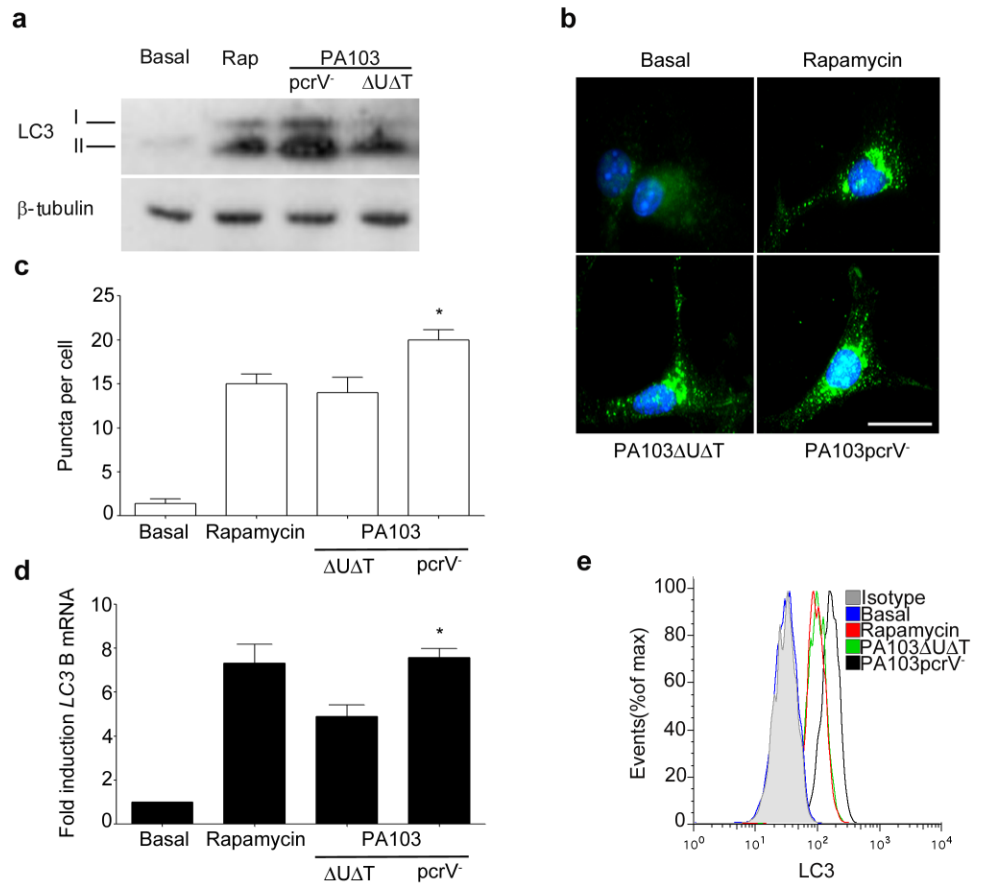 a
Basal Rap PA103
pcrV- ΔUΔT
LC3
I
II
β-tubulin
b
Basal Rapamycin
PA103ΔUΔT PA103pcrV-
c
Puncta per cell
25
20
15
10
5
0
Basal Rapamycin PA103
ΔUΔT pcrV-
*
d
Fold induction LC3 B mRNA
10
8
6
4
2
0
Basal Rapamycin PA103
ΔUΔT pcrV-
*
e
Events(%of max)
100
80
60
40
20
0
10⁰ 10¹ 10² 10³ 10⁴
LC3
Isotype
Basal
Rapamycin
PA103ΔUΔT
PA103pcrV-